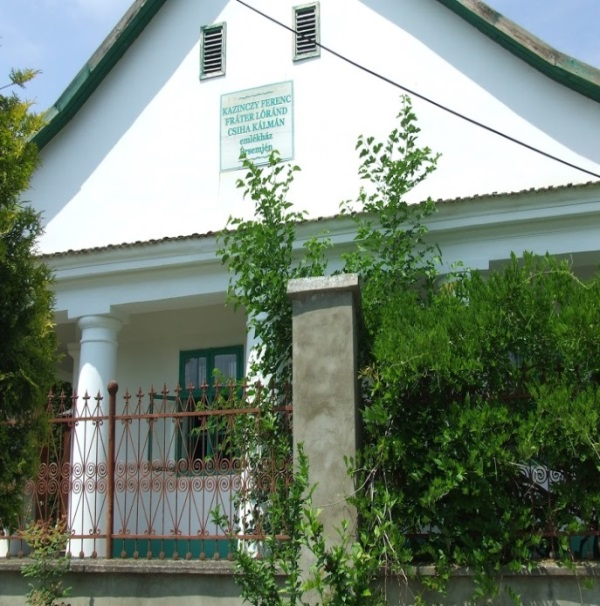 KAZINCZY FERENC
FRÁTER LÓRÁND
CSIHA KÁLMÁN
emlékház
Érsemjén